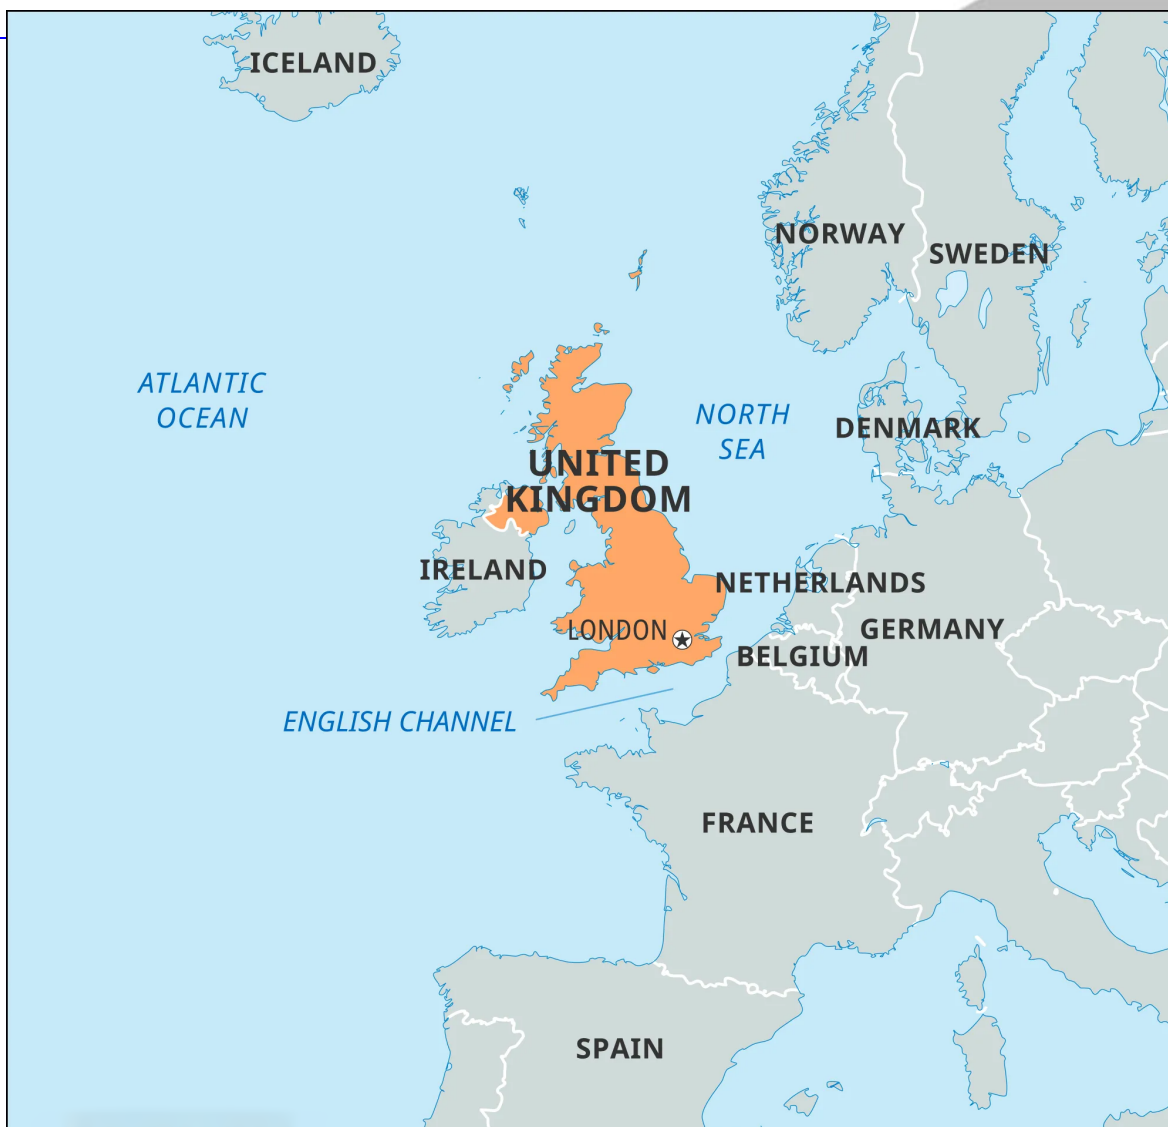 ICELAND
NORWAY
SWEDEN
ATLANTIC
OCEAN
NORTH
SEA
DENMARK
UNITED
KINGDOM
IRELAND
NETHERLANDS
LONDON
GERMANY
BELGIUM
ENGLISH CHANNEL
FRANCE
SPAIN